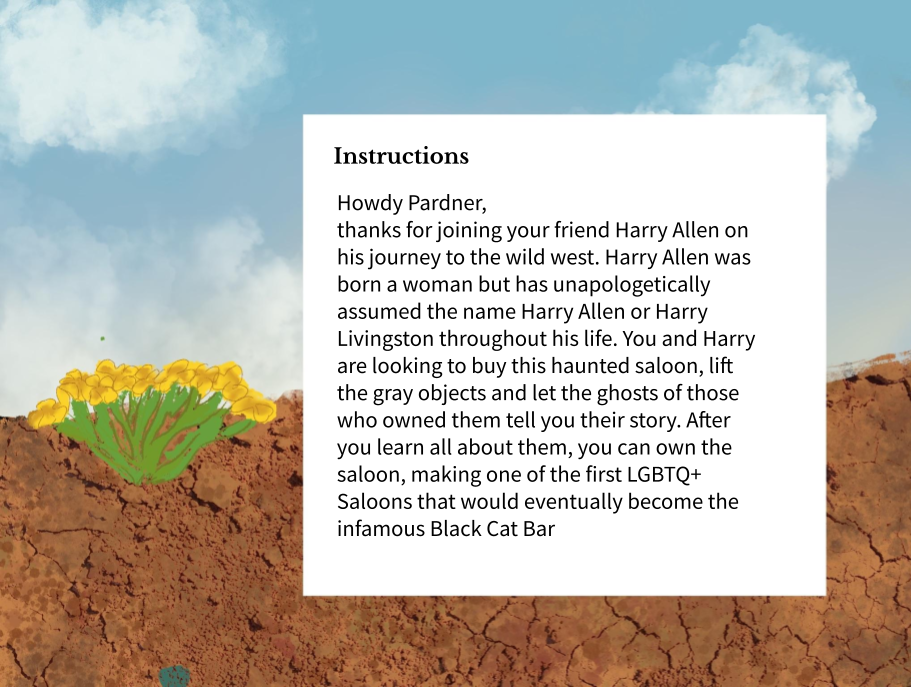 Instructions
Howdy Pardner,
thanks for joining your friend Harry Allen on
his journey to the wild west. Harry Allen was
born a woman but has unapologetically
assumed the name Harry Allen or Harry
Livingston throughout his life. You and Harry
are looking to buy this haunted saloon, lift
the gray objects and let the ghosts of those
who owned them tell you their story. After
you learn all about them, you can own the
saloon, making one of the first LGBTQ+
Saloons that would eventually become the
infamous Black Cat Bar